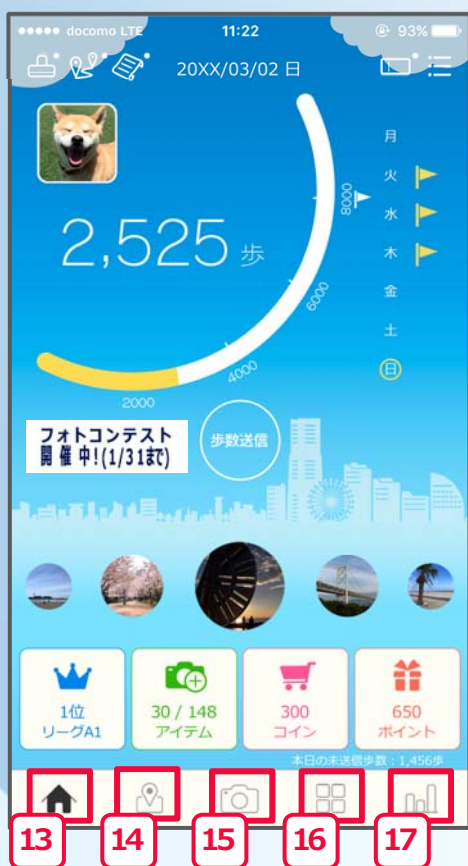 docomo LTE 11:22 93%
20XX/03/02 日
月
火
水
木
金
土
日
2,525 歩
8000
6000
4000
2000
フォトコンテスト
開催中!(1/31まで)
歩数送信
1位
リーグA1
30 / 148
アイテム
300
コイン
650
ポイント
本日の未送信歩数：1,456歩
13 14 15 16 17